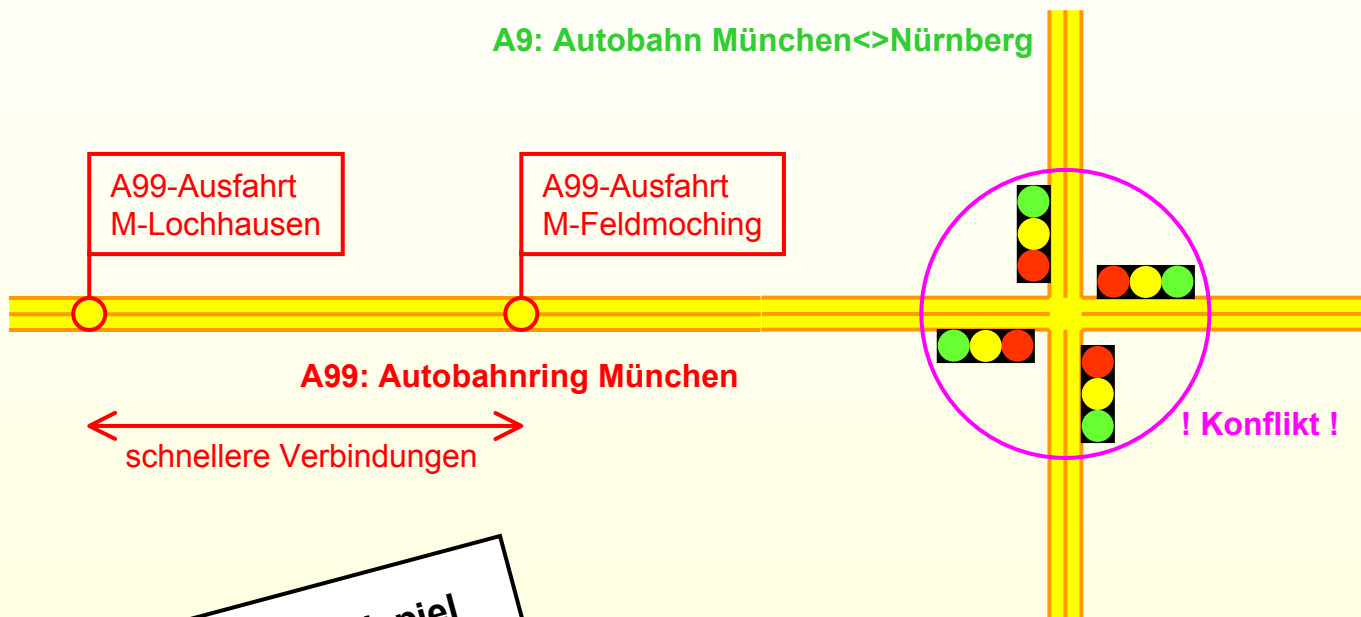 A9: Autobahn München<>Nürnberg
A99-Ausfahrt
M-Lochhausen
A99-Ausfahrt
M-Feldmoching
A99: Autobahnring München
! Konflikt !
schnellere Verbindungen